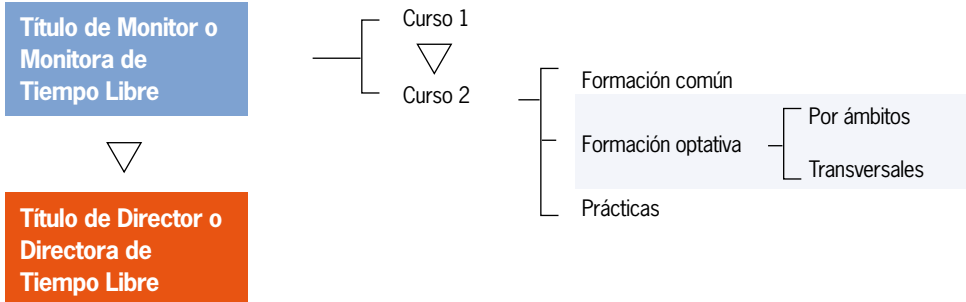 Título de Monitor o
Monitora de
Tiempo Libre
Curso 1
Curso 2
Formación común
Formación optativa
Por ámbitos
Transversales
Prácticas
Título de Director o
Directora de
Tiempo Libre